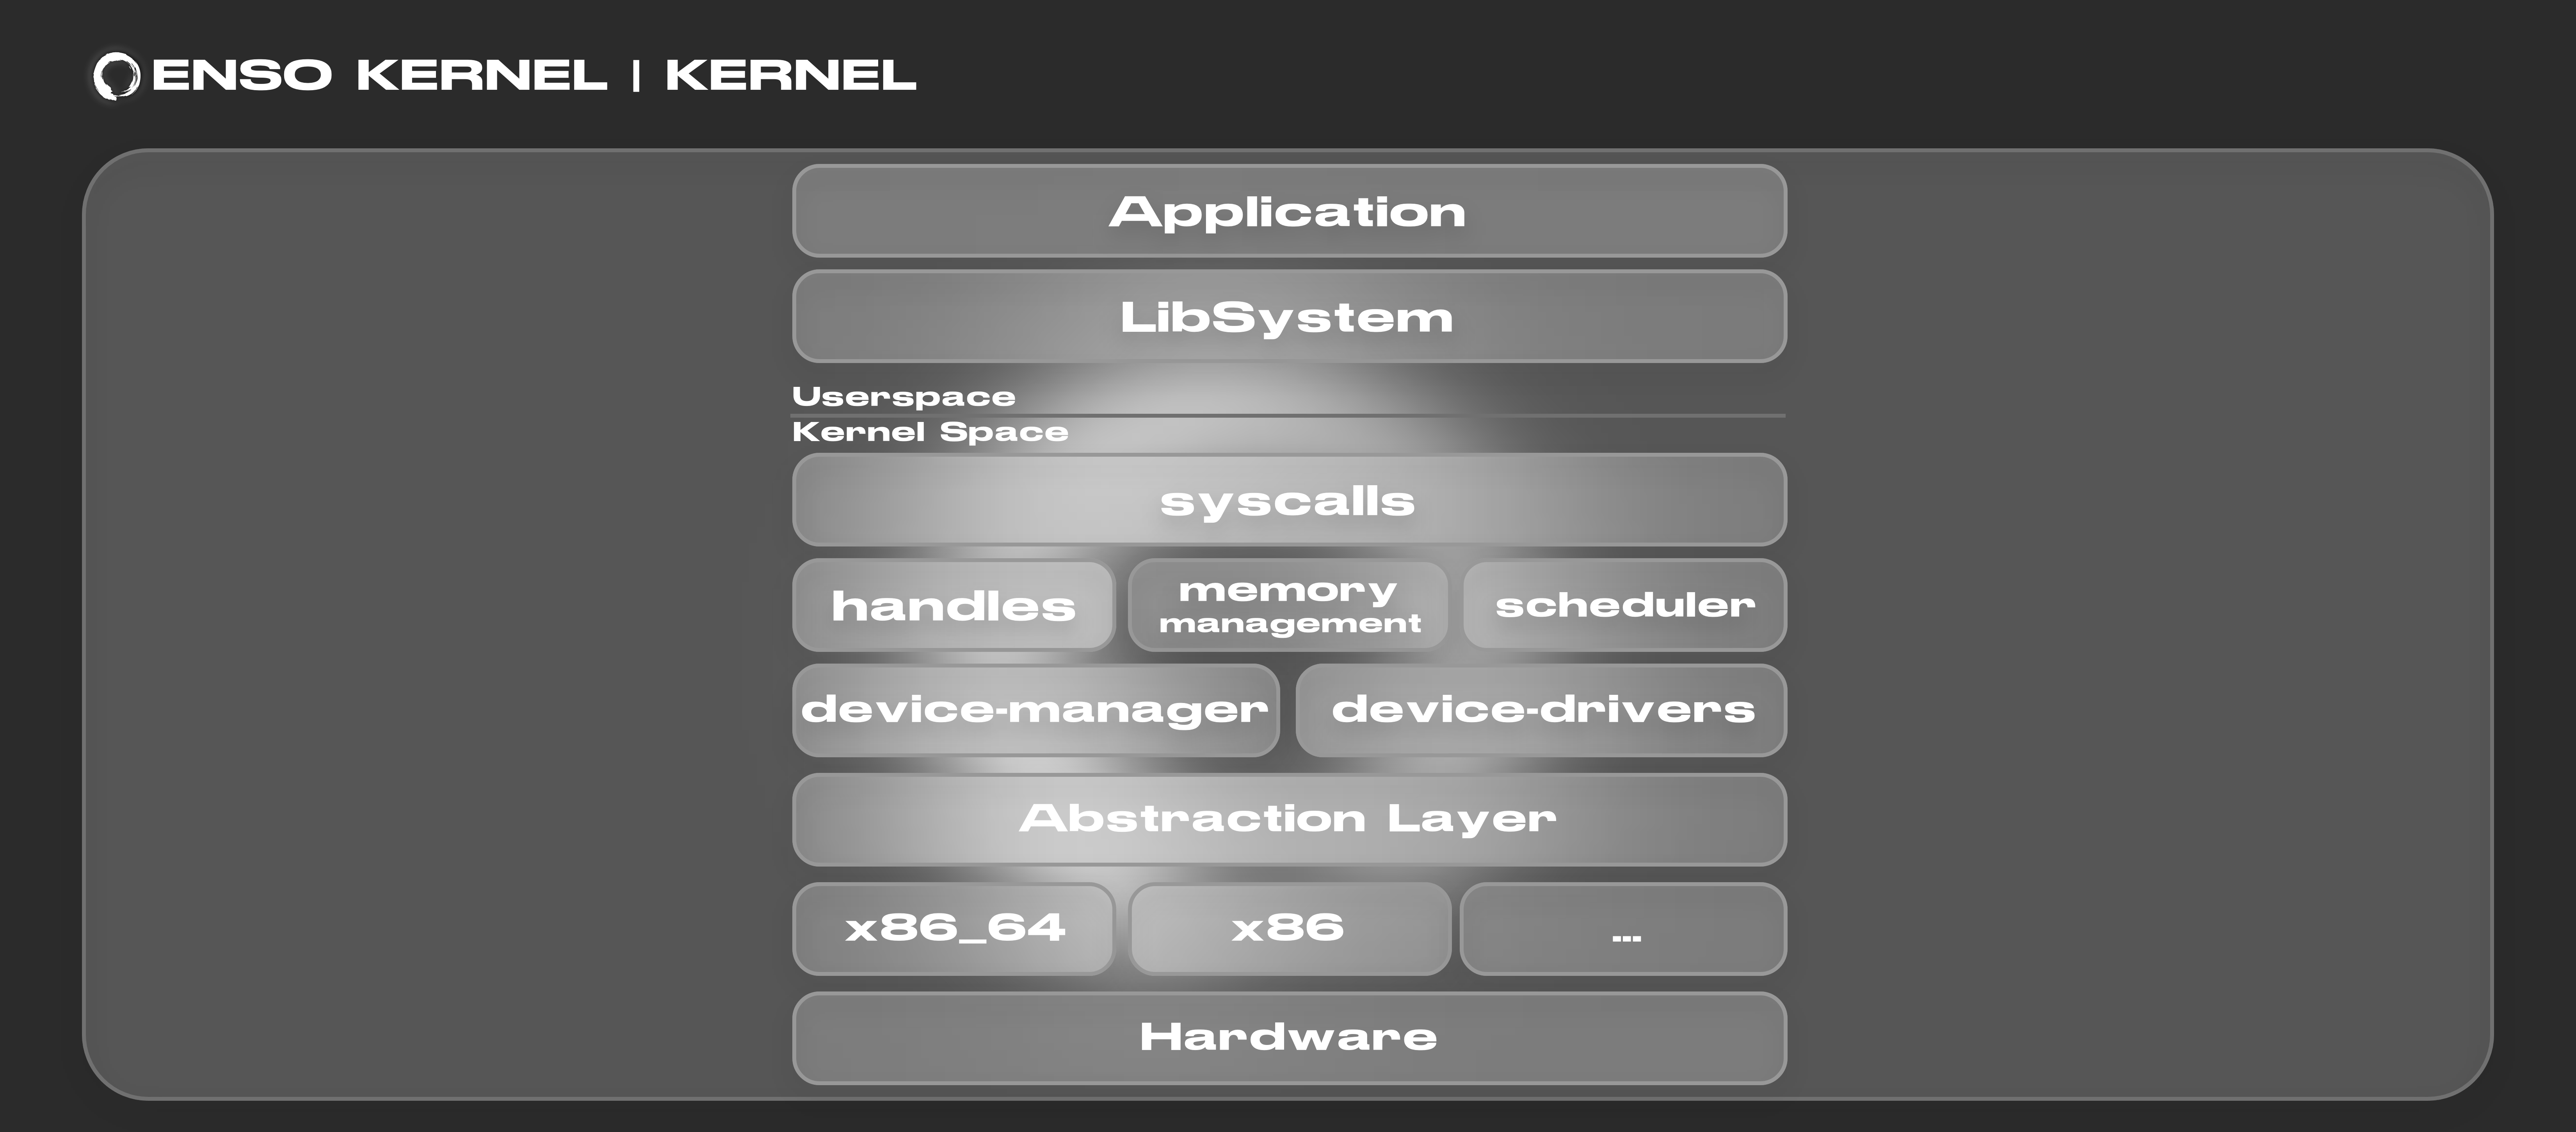 ENSO KERNEL | KERNEL
Application
LibSystem
Userspace
Kernel Space
syscalls
handles
memory
management
scheduler
device-manager
device-drivers
Abstraction Layer
x86_64
x86
...
Hardware